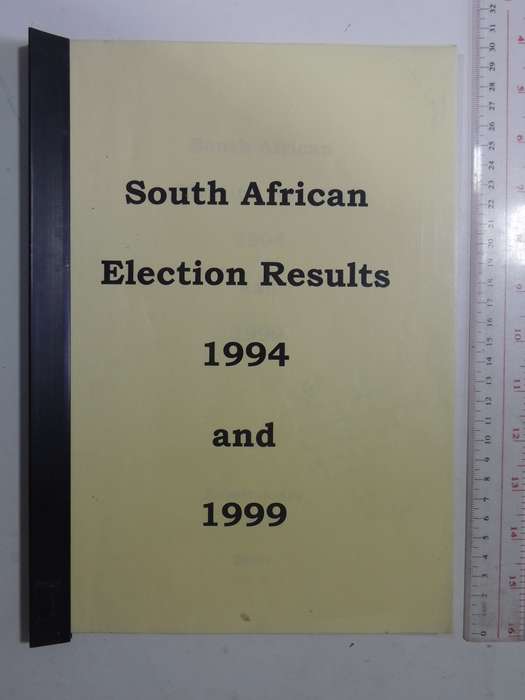 South African
Election Results
1994
and
1999